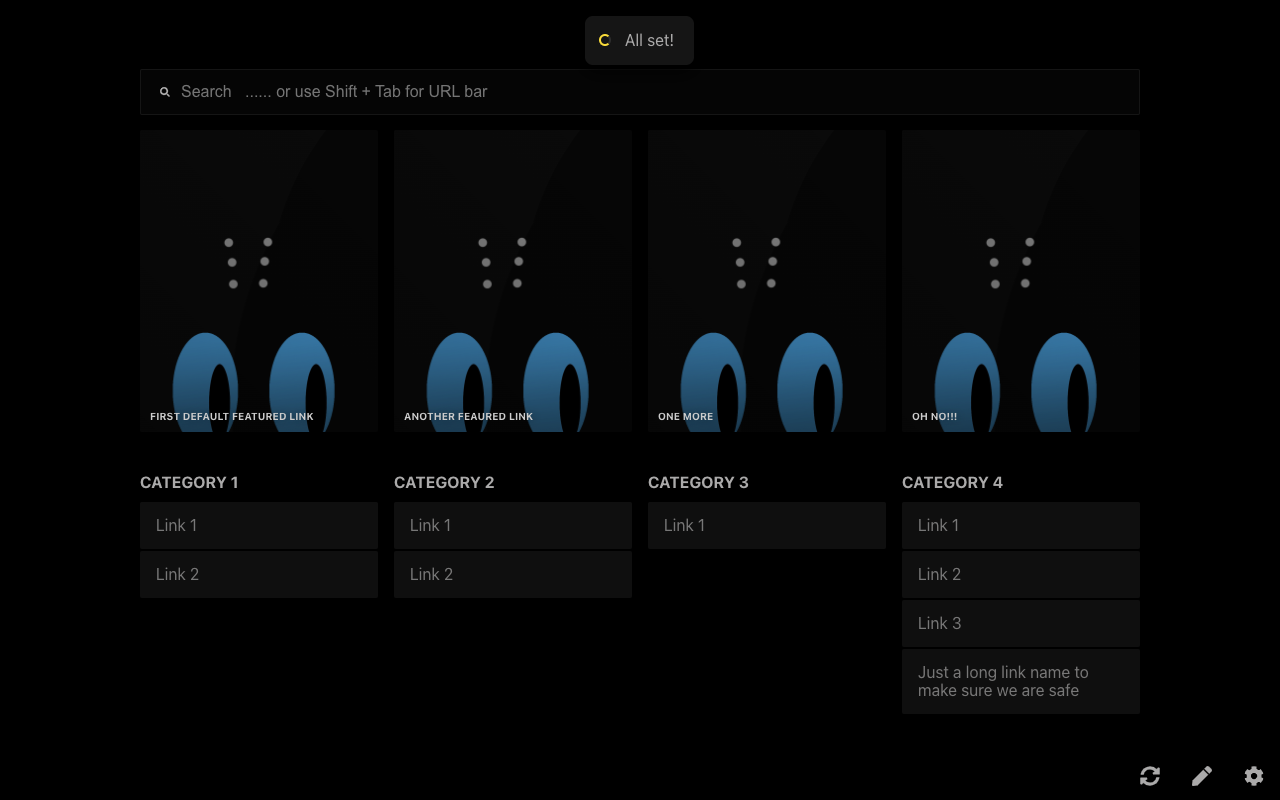 All set!
Search ...... or use Shift + Tab for URL bar
FIRST DEFAULT FEATURED LINK
ANOTHER FEAURED LINK
ONE MORE
OH NO!!!
CATEGORY 1
Link 1
Link 2
CATEGORY 2
Link 1
Link 2
CATEGORY 3
Link 1
CATEGORY 4
Link 1
Link 2
Link 3
Just a long link name to
make sure we are safe